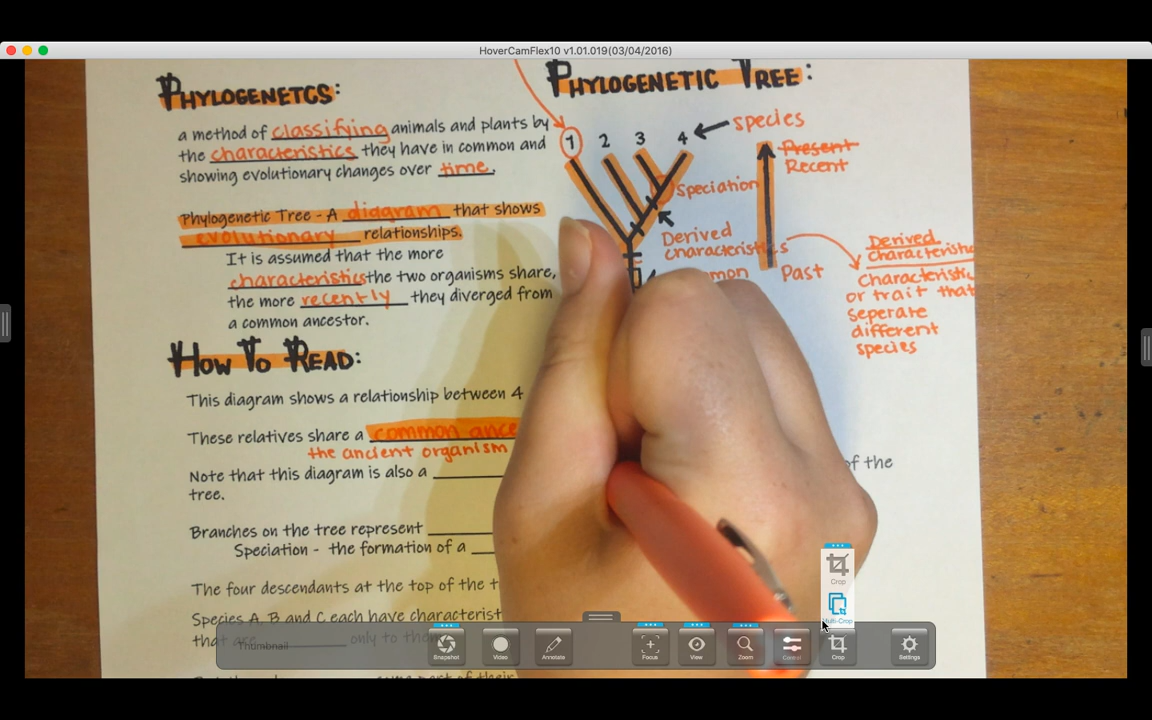 HoverCamFlex10 v1.01.019(03/04/2016)
PHYLOGENETCS:
a method of classifying animals and plants by
the characteristics they have in common and
showing evolutionary changes over time.
Phylogenetic Tree - A diagram that shows
evolutionary relationships.
It is assumed that the more
characteristics the two organisms share,
the more recently they diverged from
a common ancestor.
HOW TO READ:
This diagram shows a relationship between 4
These relatives share a common
the ancient organism
Note that this diagram is also a
tree.
Branches on the tree represent
Speciation - the formation of a
The four descendants at the top of the
Species A, B and C each have
that are only to
PHYLOGENETIC TREE:
1 2 3 4
species
Present
Recent
Speciation
Derived
characteristics
Past
Derived
Characteristic
or trait that
seperate
different
species
of the
Crop
Multi-Crop
Thumbnail
Snapshot
Video
Annotate
Focus
View
Zoom
Control
Crop
Settings